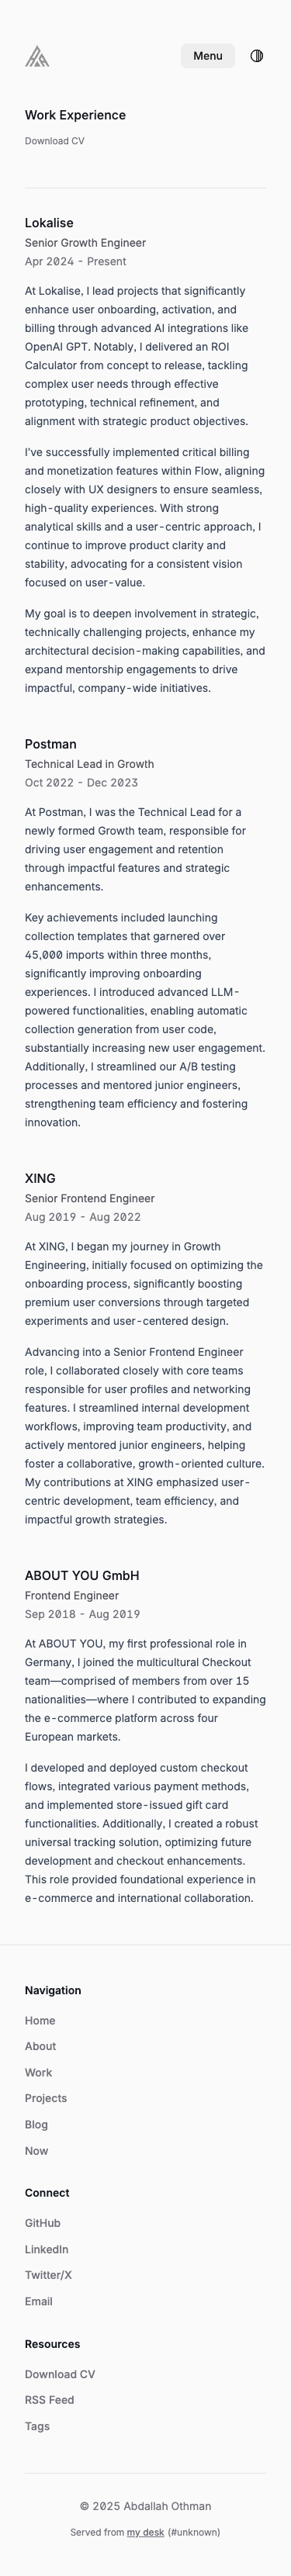 Menu
Work Experience
Download CV
Lokalise
Senior Growth Engineer
Apr 2024 - Present
At Lokalise, I lead projects that significantly
enhance user onboarding, activation, and
billing through advanced AI integrations like
OpenAI GPT. Notably, I delivered an ROI
Calculator from concept to release, tackling
complex user needs through effective
prototyping, technical refinement, and
alignment with strategic product objectives.
I've successfully implemented critical billing
and monetization features within Flow, aligning
closely with UX designers to ensure seamless,
high-quality experiences. With strong
analytical skills and a user-centric approach, I
continue to improve product clarity and
stability, advocating for a consistent vision
focused on user-value.
My goal is to deepen involvement in strategic,
technically challenging projects, enhance my
architectural decision-making capabilities, and
expand mentorship engagements to drive
impactful, company-wide initiatives.
Postman
Technical Lead in Growth
Oct 2022 - Dec 2023
At Postman, I was the Technical Lead for a
newly formed Growth team, responsible for
driving user engagement and retention
through impactful features and strategic
enhancements.
Key achievements included launching
collection templates that garnered over
45,000 imports within three months,
significantly improving onboarding
experiences. I introduced advanced LLM-
powered functionalities, enabling automatic
collection generation from user code,
substantially increasing new user engagement.
Additionally, I streamlined our A/B testing
processes and mentored junior engineers,
strengthening team efficiency and fostering
innovation.
XING
Senior Frontend Engineer
Aug 2019 - Aug 2022
At XING, I began my journey in Growth
Engineering, initially focused on optimizing the
onboarding process, significantly boosting
premium user conversions through targeted
experiments and user-centered design.
Advancing into a Senior Frontend Engineer
role, I collaborated closely with core teams
responsible for user profiles and networking
features. I streamlined internal development
workflows, improving team productivity, and
actively mentored junior engineers, helping
foster a collaborative, growth-oriented culture.
My contributions at XING emphasized user-
centric development, team efficiency, and
impactful growth strategies.
ABOUT YOU GmbH
Frontend Engineer
Sep 2018 - Aug 2019
At ABOUT YOU, my first professional role in
Germany, I joined the multicultural Checkout
team—comprised of members from over 15
nationalities—where I contributed to expanding
the e-commerce platform across four
European markets.
I developed and deployed custom checkout
flows, integrated various payment methods,
and implemented store-issued gift card
functionalities. Additionally, I created a robust
universal tracking solution, optimizing future
development and checkout enhancements.
This role provided foundational experience in
e-commerce and international collaboration.
Navigation
Home
About
Work
Projects
Blog
Now
Connect
GitHub
LinkedIn
Twitter/X
Email
Resources
Download CV
RSS Feed
Tags
© 2025 Abdallah Othman
Served from my desk (#unknown)